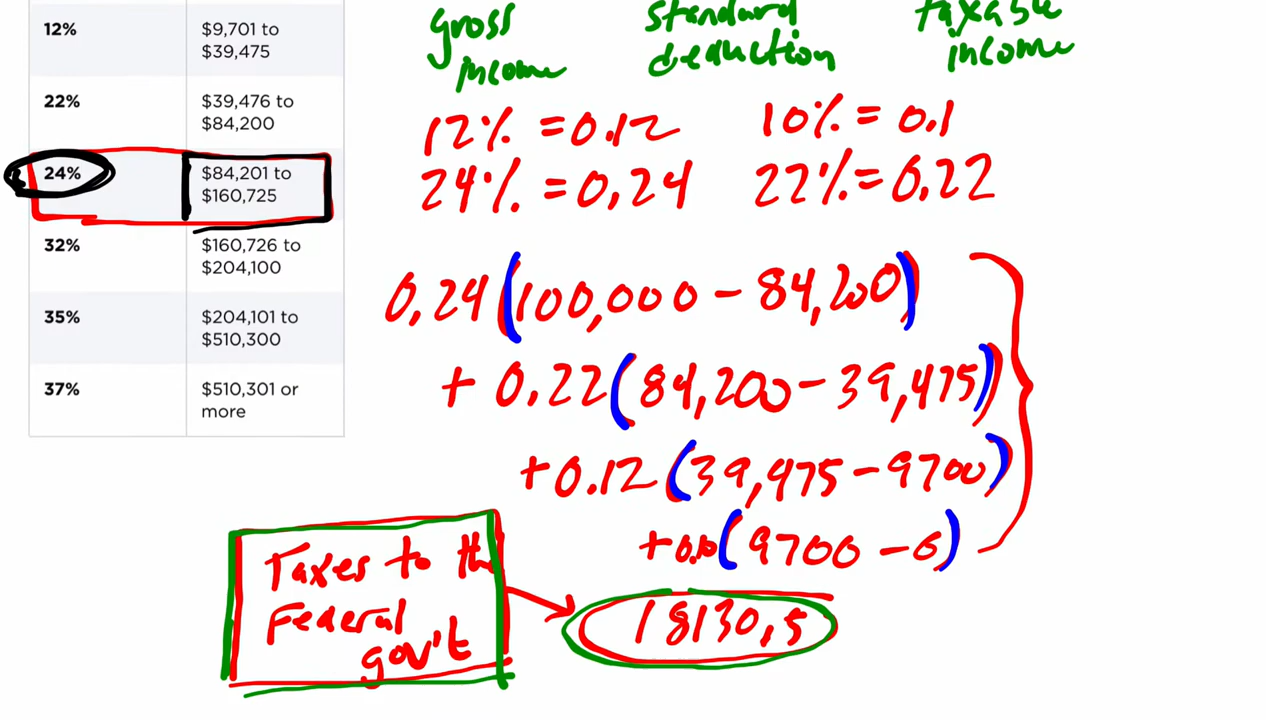 12%
$9,701 to
$39,475
22%
$39,476 to
$84,200
24%
$84,201 to
$160,725
32%
$160,726 to
$204,100
35%
$204,101 to
$510,300
37%
$510,301 or
more
gross
income
standard
deduction
taxable
income
12% = 0.12
10% = 0.1
24% = 0.24
22% = 0.22
0.24(100,000 - 84,200)
+ 0.22(84,200 - 39,475)
+0.12(39,475 - 9700)
+0.10(9700 - 0)
Taxes to the
Federal
gov't
18130.5